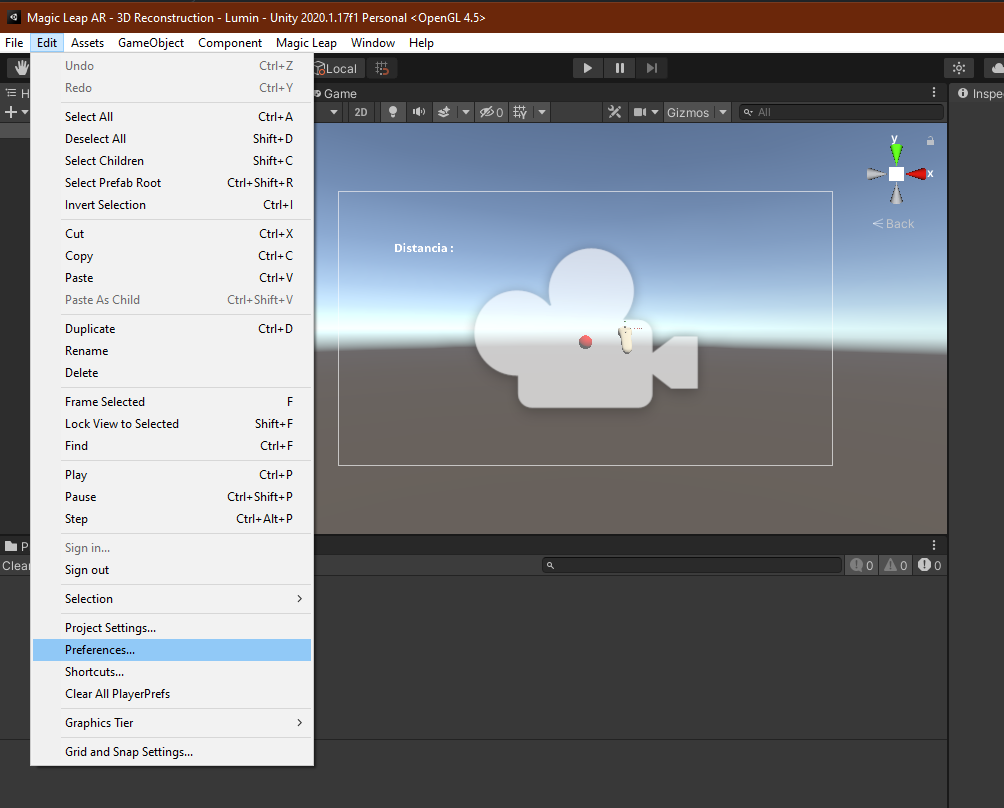 Magic Leap AR - 3D Reconstruction - Lumin - Unity 2020.1.17f1 Personal <OpenGL 4.5>
File Edit Assets GameObject Component Magic Leap Window Help
Local
H Game Inspe
2D 0 Gizmos All
Undo Ctrl+Z
Redo Ctrl+Y
Select All Ctrl+A
Deselect All Shift+D
Select Children Shift+C
Select Prefab Root Ctrl+Shift+R
Invert Selection Ctrl+I
Cut Ctrl+X
Copy Ctrl+C
Paste Ctrl+V
Paste As Child Ctrl+Shift+V
Duplicate Ctrl+D
Rename
Delete
Frame Selected F
Lock View to Selected Shift+F
Find Ctrl+F
Play Ctrl+P
Pause Ctrl+Shift+P
Step Ctrl+Alt+P
Sign in...
Sign out
Selection
Project Settings...
Preferences...
Shortcuts...
Clear All PlayerPrefs
Graphics Tier
Grid and Snap Settings...
y
x
Back
Distancia :
P
Clear 0 0 0